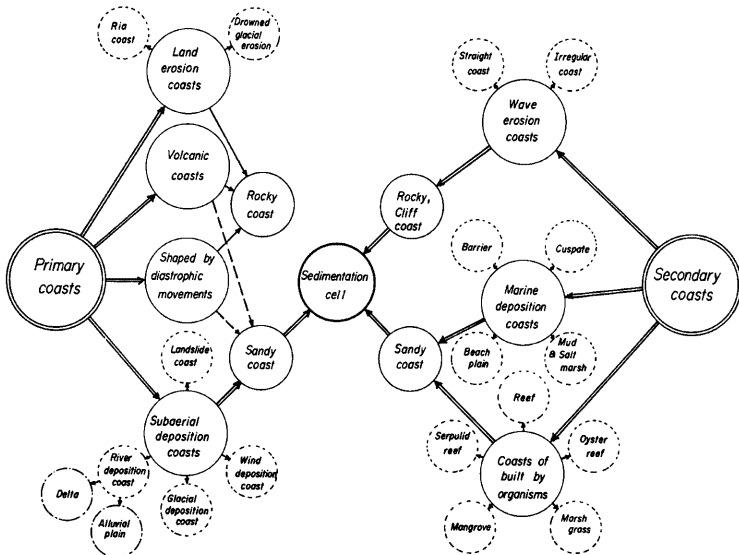 Ria
coast
Drowned
glacial
erosion
Land
erosion
coasts
Straight
coast
Irregular
coast
Wave
erosion
coasts
Volcanic
coasts
Rocky
coast
Rocky,
Cliff
coast
Primary
coasts
Shaped by
diastrophic
movements
Sedimentation
cell
Barrier
Cuspate
Marine
deposition
coasts
Secondary
coasts
Landslide
coast
Sandy
coast
Sandy
coast
Beach
plain
Mud
& Salt
marsh
Subaerial
deposition
coasts
Reef
River
deposition
coast
Wind
deposition
coast
Serpulid
reef
Oyster
reef
Coasts of
built by
organisms
Delta
Alluvial
plain
Glacial
deposition
coast
Mangrove
Marsh
grass